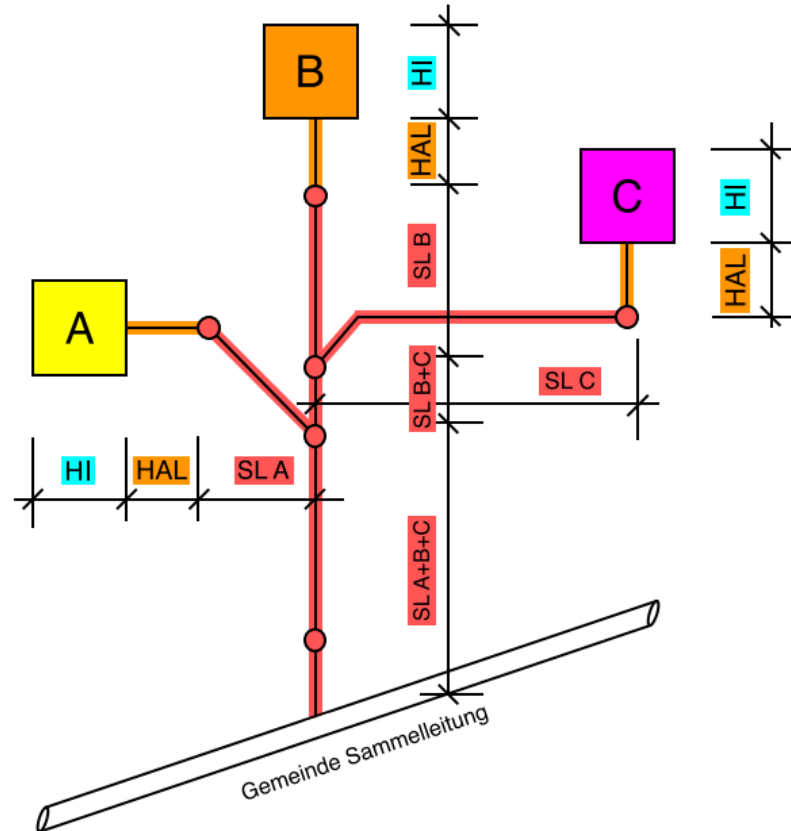 B
HI
HAL
C
HI
SL B
HAL
A
SL B+C
SL C
HI
HAL
SL A
SL A+B+C
Gemeinde Sammelleitung